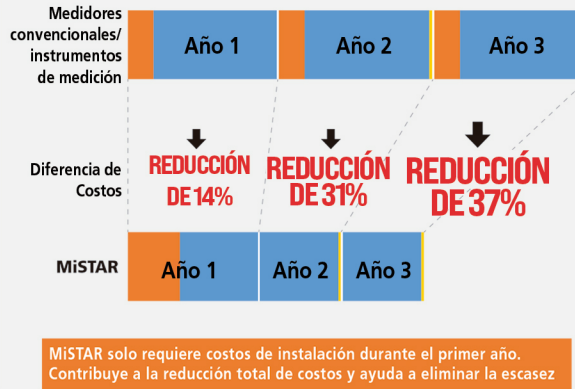 Medidores
convencionales/
instrumentos
de medición
Año 1
Año 2
Año 3
Diferencia de
Costos
REDUCCIÓN
DE 14%
REDUCCIÓN
DE 31%
REDUCCIÓN
DE 37%
MiSTAR
Año 1
Año 2
Año 3
MiSTAR solo requiere costos de instalación durante el primer año.
Contribuye a la reducción total de costos y ayuda a eliminar la escasez